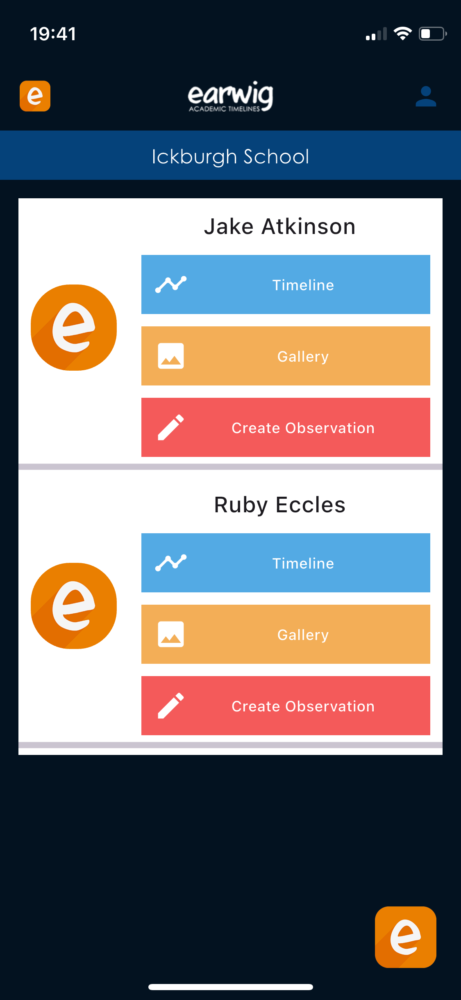 19:41
e
earwig
ACADEMIC TIMELINES
Ickburgh School
Jake Atkinson
e
Timeline
Gallery
Create Observation
Ruby Eccles
e
Timeline
Gallery
Create Observation
e